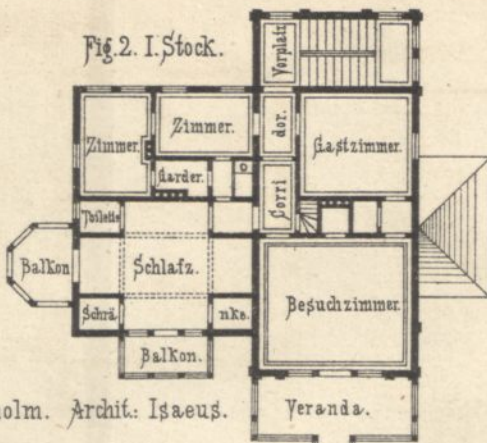 Fig. 2. I. Stock.
Vorplatz
Zimmer.
Zimmer.
dor.
Gastzimmer.
Garder.
Corri
Toilette
Balkon
Schlafz.
Besuchzimmer.
Schrä
nke.
Balkon.
olm. Archit.: Isaeus.
Veranda.